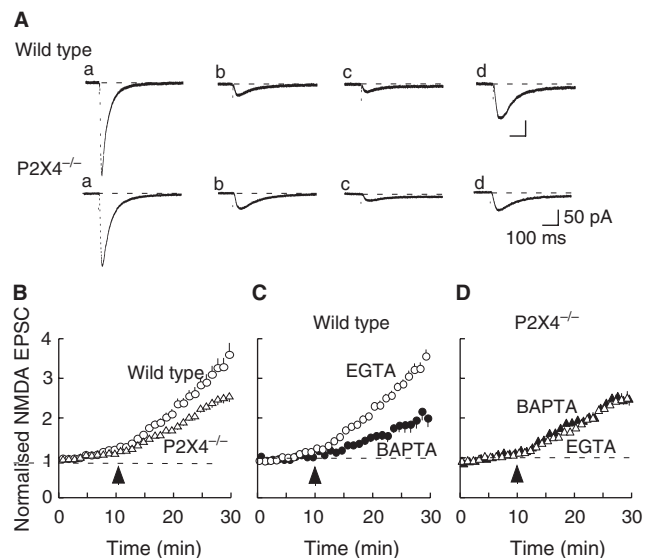 A
Wild type
a b c d
P2X4⁻/⁻
a b c d
50 pA
100 ms
B C D
Wild type P2X4⁻/⁻
Normalised NMDA EPSC
4
3
2
1
0
Wild type
P2X4⁻/⁻
EGTA
BAPTA
BAPTA
EGTA
0 10 20 30 0 10 20 30 0 10 20 30
Time (min) Time (min) Time (min)